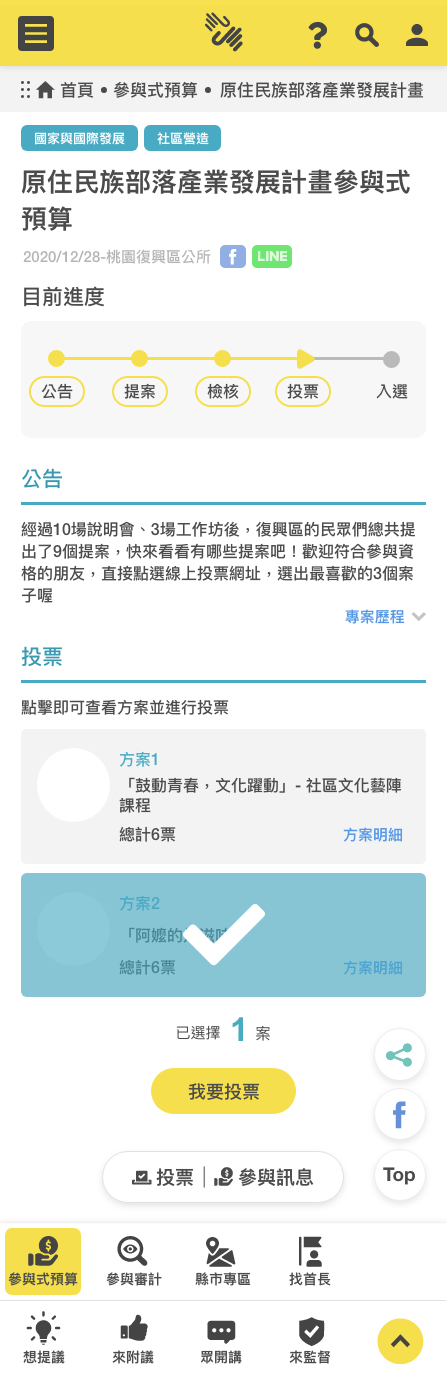 首頁 • 參與式預算 • 原住民族部落產業發展計畫
國家與國際發展 社區營造
原住民族部落產業發展計畫參與式
預算
2020/12/28-桃園復興區公所 f LINE
目前進度
公告 提案 檢核 投票 入選
公告
經過10場說明會、3場工作坊後，復興區的民眾們總共提
出了9個提案，快來看看有哪些提案吧！歡迎符合參與資
格的朋友，直接點選線上投票網址，選出最喜歡的3個案
子喔
專案歷程
投票
點擊即可查看方案並進行投票
方案1
「鼓動青春，文化躍動」- 社區文化藝陣
課程
總計6票 方案明細
方案2
「阿嬤的
總計6票 方案明細
已選擇 1 案
我要投票
f
Top
投票 | 參與訊息
參與式預算 參與審計 縣市專區 找首長
想提議 來附議 眾開講 來監督